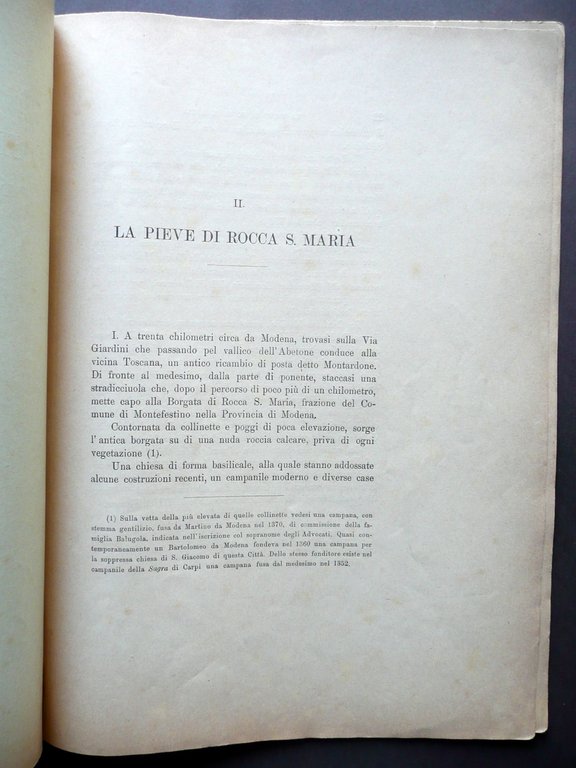 II.
LA PIEVE DI ROCCA S. MARIA
I. A trenta chilometri circa da Modena, trovasi sulla Via
Giardini che passando pel vallico dell'Abetone conduce alla
vicina Toscana, un antico ricambio di posta detto Montardone.
Di fronte al medesimo, dalla parte di ponente, staccasi una
stradicciuola che, dopo il percorso di poco più di un chilometro,
mette capo alla Borgata di Rocca S. Maria, frazione del Co-
mune di Montefestino nella Provincia di Modena.
Contornata da collinette e poggi di poca elevazione, sorge
l'antica borgata su di una nuda roccia calcare, priva di ogni
vegetazione (1).
Una chiesa di forma basilicale, alla quale stanno addossate
alcune costruzioni recenti, un campanile moderno e diverse case
(1) Sulla vetta della più elevata di quelle collinette vedesi una campana, con
stemma gentilizio, fusa da Martino da Modena nel 1370, di commissione della fa-
miglia Balugola, indicata nell'iscrizione col sopranome degli Advocati. Quasi con-
temporaneamente un Bartolomeo da Modena fondeva nel 1360 una campana per
la soppressa chiesa di S. Giacomo di questa Città. Dello stesso fonditore esiste nel
campanile della Sagra di Carpi una campana fusa dal medesimo nel 1352.